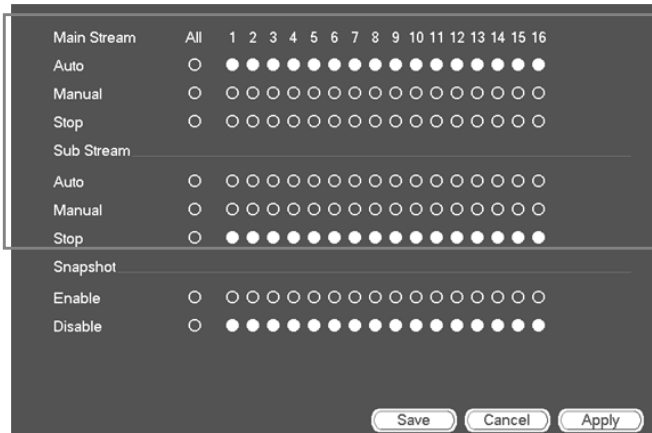 Main Stream All 1 2 3 4 5 6 7 8 9 10 11 12 13 14 15 16
Auto
Manual
Stop
Sub Stream
Auto
Manual
Stop
Snapshot
Enable
Disable
Save Cancel Apply